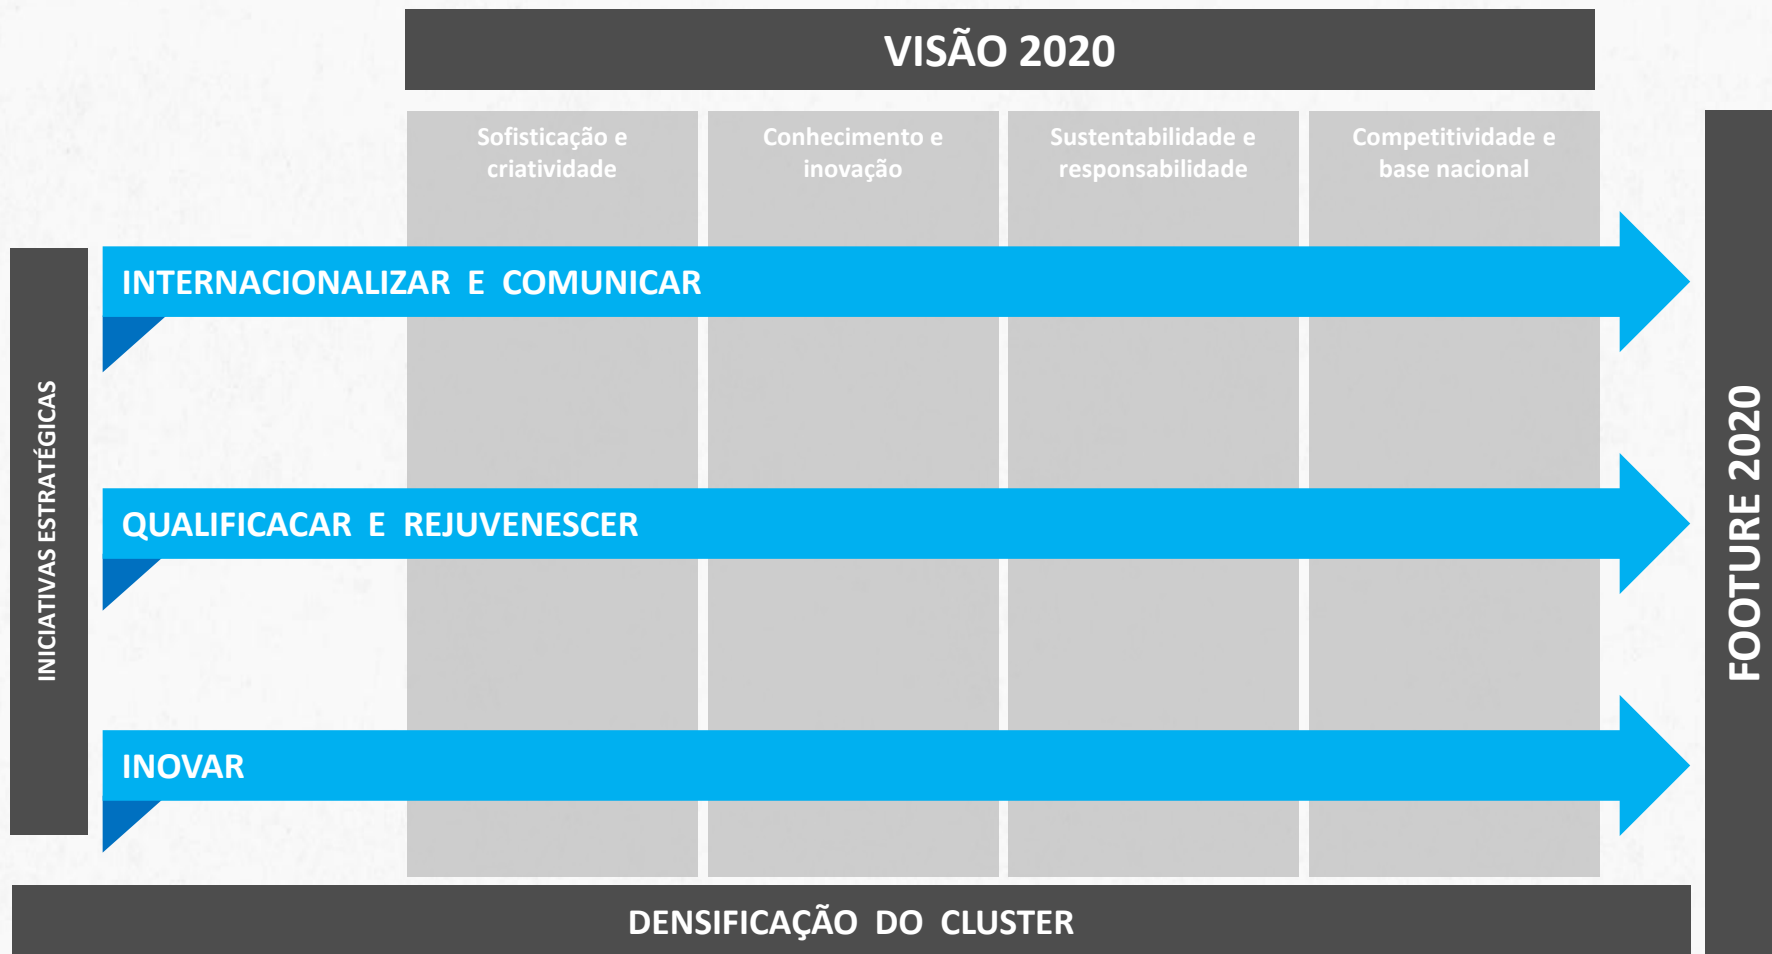 VISÃO 2020
Sofisticação e
criatividade
Conhecimento e
inovação
Sustentabilidade e
responsabilidade
Competitividade e
base nacional
INICIATIVAS ESTRATÉGICAS
INTERNACIONALIZAR E COMUNICAR
QUALIFICACAR E REJUVENESCER
INOVAR
FOOTURE 2020
DENSIFICAÇÃO DO CLUSTER